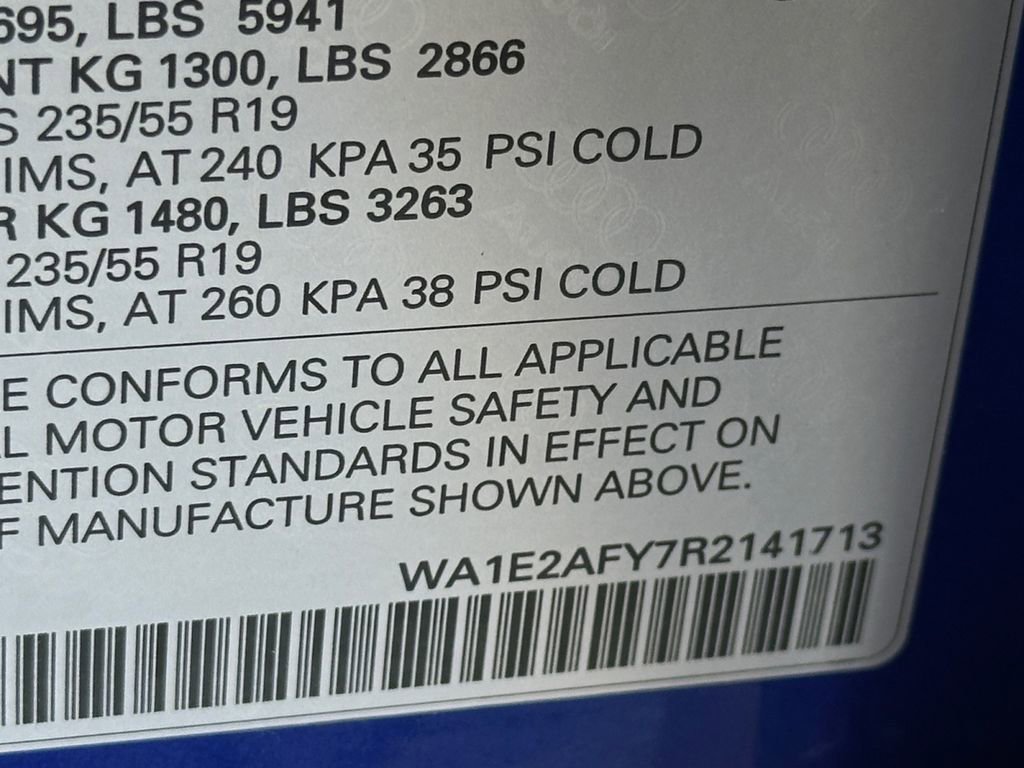 695, LBS 5941
NT KG 1300, LBS 2866
S 235/55 R19
IMS, AT 240 KPA 35 PSI COLD
R KG 1480, LBS 3263
235/55 R19
IMS, AT 260 KPA 38 PSI COLD
E CONFORMS TO ALL APPLICABLE
L MOTOR VEHICLE SAFETY AND
ENTION STANDARDS IN EFFECT ON
F MANUFACTURE SHOWN ABOVE.
WA1E2AFY7R2141713